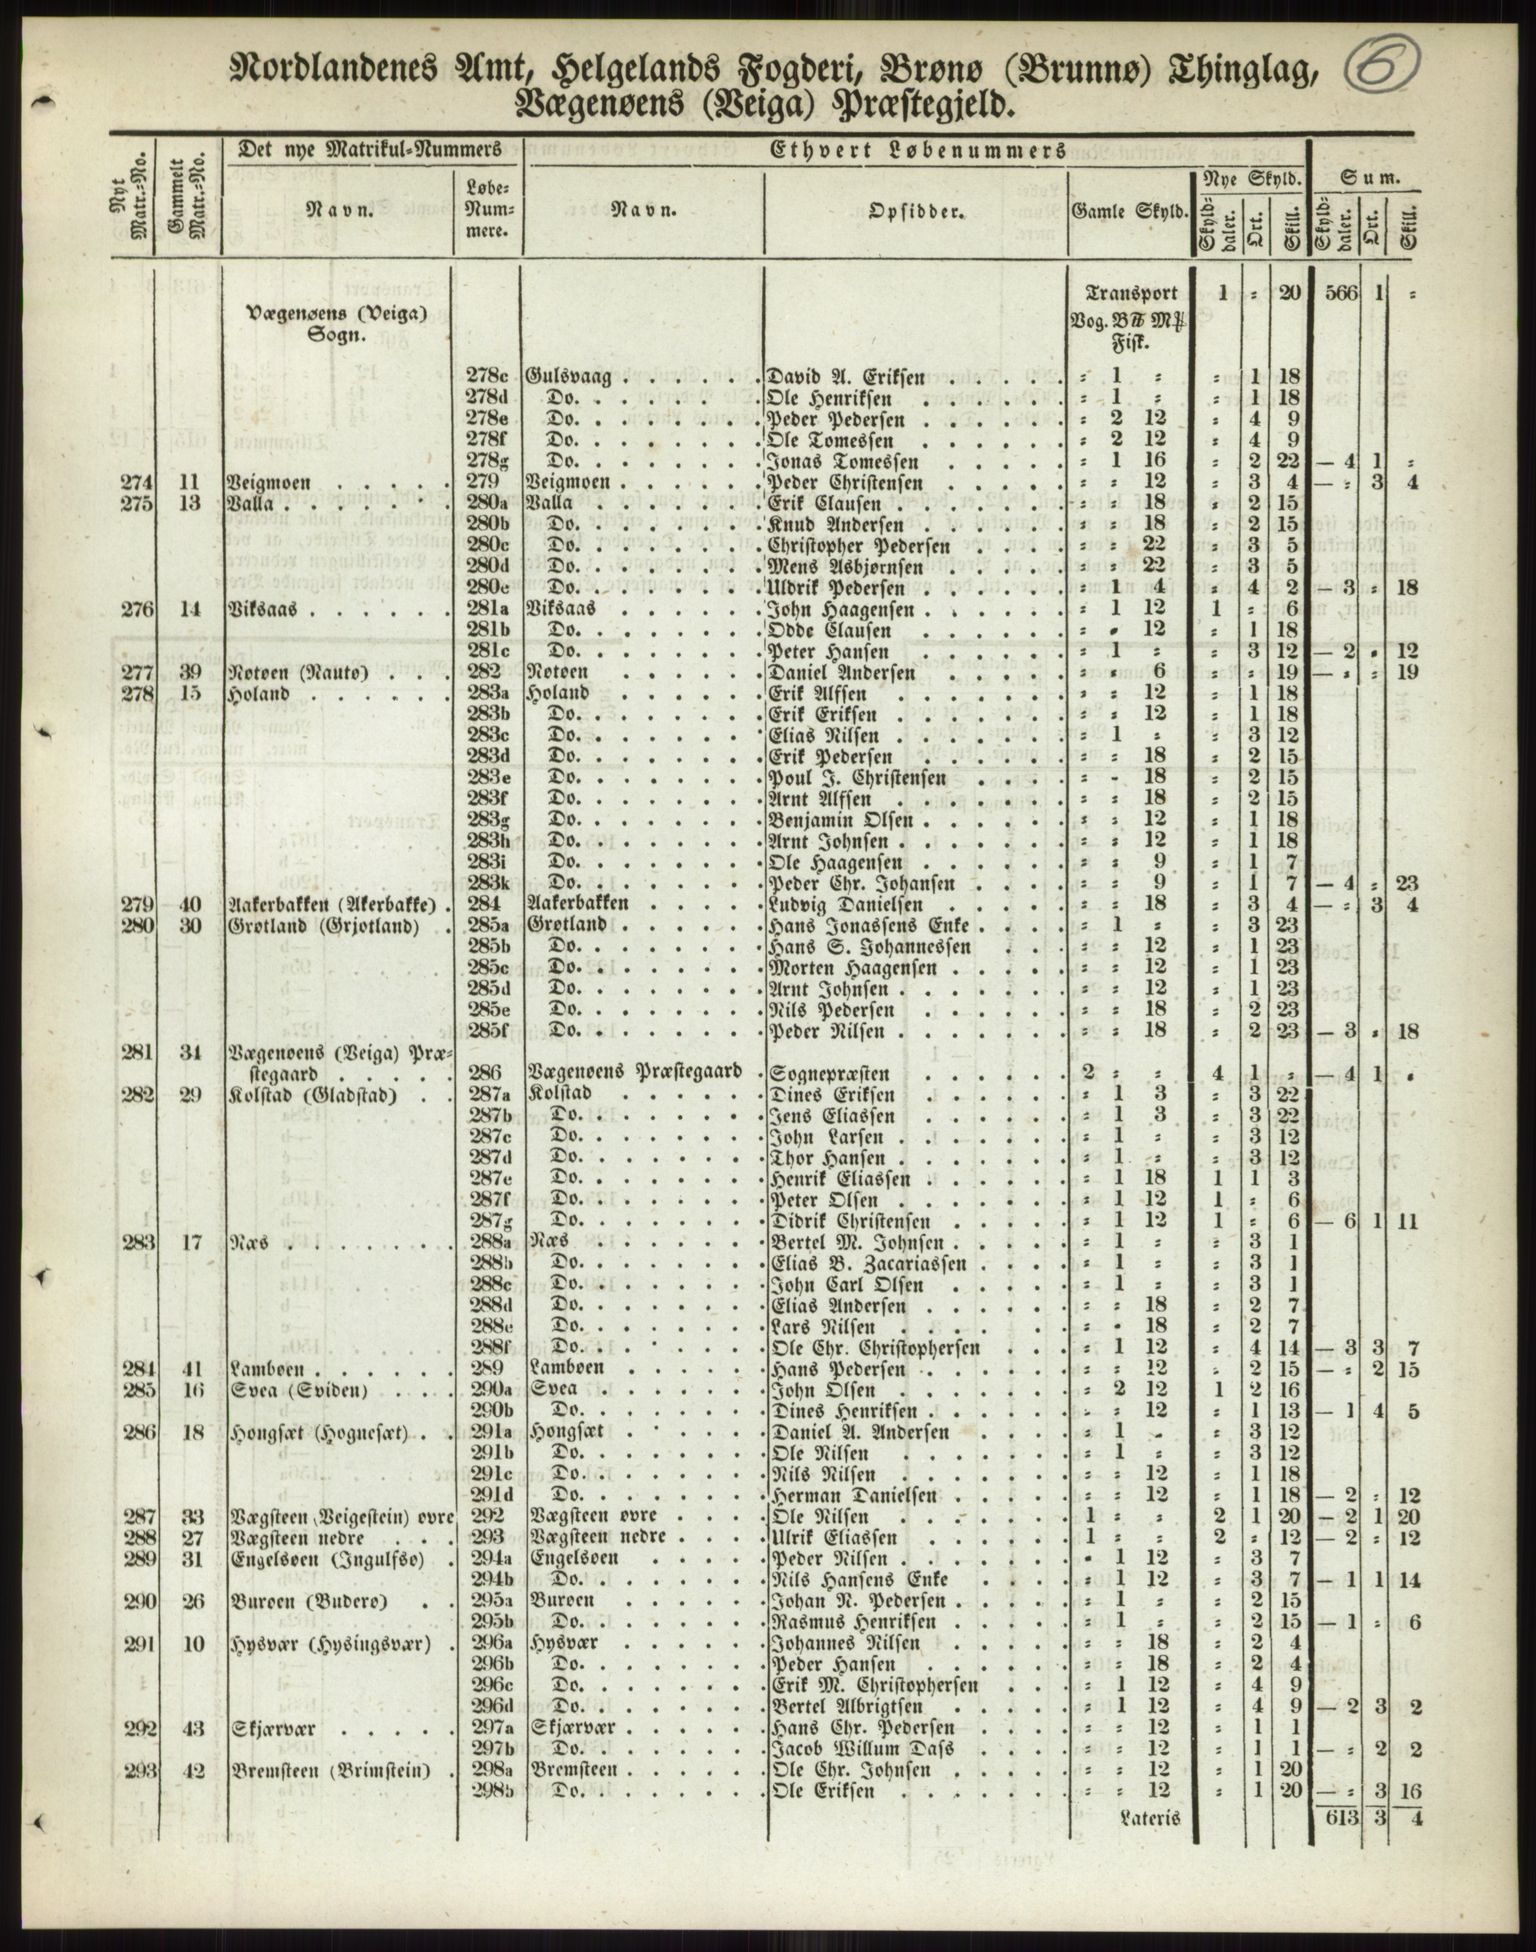 Nordlandenes Amt, Helgelands Fogderi, Brønø (Brunnø) Thinglag, 6
Vægenøens (Veiga) Præstegjeld.
Nyt Matr.-No. Gammelt Matr.-No. Det nye Matrikul-Nummers Ethvert Løbenummers
Navn. Løbe-Num-mere. Navn. Opsidder. Gamle Skyld. Nye Skyld. Sum.
Skyld-daler. Ort. Skill. Skyld-daler. Ort. Skill.
Transport 1 = 20 566 1 =
Vægenøens (Veiga) Sogn. Vog. B℔ M℔ Fisk.
278c Gulsvaag David A. Eriksen = 1 = = 1 18
278d Do. Ole Henriksen = 1 = = 1 18
278e Do. Peder Pedersen = 2 12 = 4 9
278f Do. Ole Tomessen = 2 12 = 4 9
278g Do. Jonas Tomessen = 1 16 = 2 22 — 4 1 =
274 11 Veigmoen 279 Veigmoen Peder Christensen = = 12 = 3 4 — = 3 4
275 13 Valla 280a Valla Erik Clausen = = 18 = 2 15
280b Do. Knud Andersen = = 18 = 2 15
280c Do. Christopher Pedersen = = 22 = 3 5
280d Do. Mens Asbjørnsen = = 22 = 3 5
280e Do. Uldrik Pedersen = 1 4 = 4 2 — 3 = 18
276 14 Viksaas 281a Viksaas John Haagensen = 1 12 1 = 6
281b Do. Odde Clausen = = 12 = 1 18
281c Do. Peter Hansen = 1 = = 3 12 — 2 = 12
277 39 Røtøen (Nautø) 282 Røtøen Daniel Andersen = = 6 = = 19 — = = 19
278 15 Holand 283a Holand Erik Alfsen = = 12 = 1 18
283b Do. Erik Eriksen = = 12 = 1 18
283c Do. Elias Nilsen = 1 = = 3 12
283d Do. Erik Pedersen = = 18 = 2 15
283e Do. Poul J. Christensen = = 18 = 2 15
283f Do. Arnt Alfsen = = 18 = 2 15
283g Do. Benjamin Olsen = = 12 = 1 18
283h Do. Arnt Johnsen = = 12 = 1 18
283i Do. Ole Haagensen = = 9 = 1 7
283k Do. Peder Chr. Johansen = = 9 = 1 7 — 4 = 23
279 40 Aakerbakken (Akerbakke) 284 Aakerbakken Ludvig Danielsen = = 18 = 3 4 — = 3 4
280 30 Grøtland (Grjotland) 285a Grøtland Hans Jonassens Enke = 1 = = 3 23
285b Do. Hans S. Johannessen = = 12 = 1 23
285c Do. Morten Haagensen = = 12 = 1 23
285d Do. Arnt Johnsen = = 12 = 1 23
285e Do. Nils Pedersen = = 18 = 2 23
285f Do. Peder Nilsen = = 18 = 2 23 — 3 = 18
281 34 Vægenøens (Veiga) Præ-
stegaard 286 Vægenøens Præstegaard Sognepræsten 2 = = 4 1 = — 4 1 =
282 29 Kolstad (Gladstad) 287a Kolstad Dines Eriksen = 1 3 = 3 22
287b Do. Jens Eliassen = 1 3 = 3 22
287c Do. John Larsen = 1 = = 3 12
287d Do. Thor Hansen = 1 = = 3 12
287e Do. Henrik Eliassen = 1 18 1 1 3
287f Do. Peter Olsen = 1 12 1 = 6
287g Do. Didrik Christensen = 1 12 1 = 6 — 6 1 11
283 17 Næs 288a Næs Bertel M. Johnsen = 1 = = 3 1
288b Do. Elias B. Zacariassen = 1 = = 3 1
288c Do. John Carl Olsen = 1 = = 3 1
288d Do. Elias Andersen = = 18 = 2 7
288e Do. Lars Nilsen = = 18 = 2 7
288f Do. Ole Chr. Christophersen = 1 12 = 4 14 — 3 3 7
284 41 Lambøen 289 Lambøen Hans Pedersen = = 12 = 2 15 — = 2 15
285 16 Svea (Sviden) 290a Svea John Olsen = 2 12 1 2 16
290b Do. Dines Henriksen = = 12 = 1 13 — 1 4 5
286 18 Hongsæt (Hognesæt) 291a Hongsæt Daniel A. Andersen = 1 = = 3 12
291b Do. Ole Nilsen = 1 = = 3 12
291c Do. Nils Nilsen = = 12 = 1 18
291d Do. Herman Danielsen = = 12 = 1 18 — 2 = 12
287 33 Vægsteen (Veigestein) øvre 292 Vægsteen øvre Ole Nilsen 1 = = 2 1 20 — 2 1 20
288 27 Vægsteen nedre 293 Vægsteen nedre Ulrik Eliassen 1 = = 2 = 12 — 2 = 12
289 31 Engelsøen (Ingulfsø) 294a Engelsøen Peder Nilsen = 1 12 = 3 7
294b Do. Nils Hansens Enke = 1 12 = 3 7 — 1 1 14
290 26 Burøen (Buderø) 295a Burøen Johan N. Pedersen = 1 = = 2 15
295b Do. Rasmus Henriksen = 1 = = 2 15 — 1 = 6
291 10 Hysvær (Hysingsvær) 296a Hysvær Johannes Nilsen = = 18 = 2 4
296b Do. Peder Hansen = = 18 = 2 4
296c Do. Erik M. Christophersen = 1 12 = 4 9
296d Do. Bertel Albrigtsen = 1 12 = 4 9 — 2 3 2
292 43 Skjærvær 297a Skjærvær Hans Chr. Pedersen = = 12 = 1 1
297b Do. Jacob Willum Dass = = 12 = 1 1 — = 2 2
293 42 Bremsteen (Brimstein) 298a Bremsteen Ole Chr. Johnsen = = 12 = 1 20
298b Do. Ole Eriksen = = 12 = 1 20 — = 3 16
Lateris 613 3 4